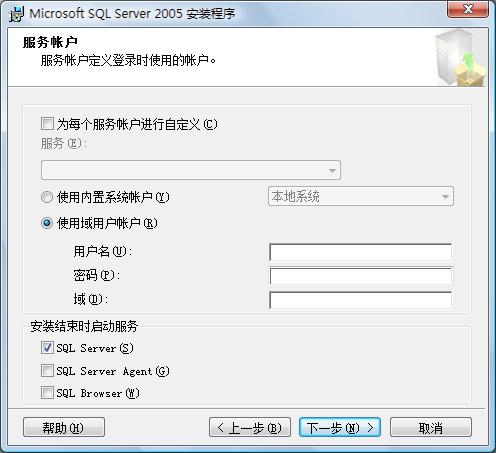 Microsoft SQL Server 2005 安装程序
服务帐户
服务帐户定义登录时使用的帐户。
为每个服务帐户进行自定义(C)
服务(E):
使用内置系统帐户(Y)
本地系统
使用域用户帐户(R)
用户名(U):
密码(P):
域(D):
安装结束时启动服务
SQL Server(S)
SQL Server Agent(G)
SQL Browser(W)
帮助(H)
< 上一步(B)
下一步(N) >
取消